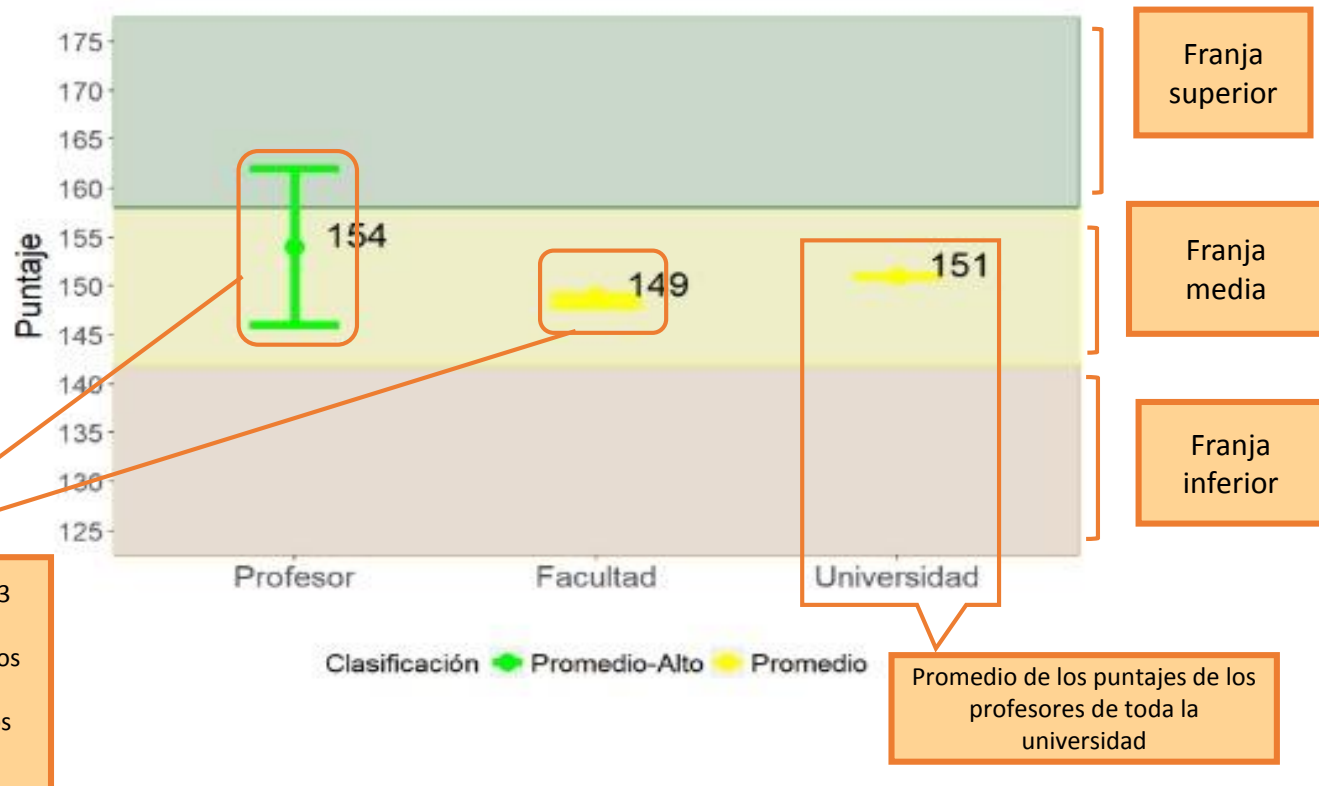 175
170
165
160
155
150
145
140
135
130
125
Puntaje
154
149
151
Profesor
Facultad
Universidad
Clasificación Promedio-Alto Promedio
Franja
superior
Franja
media
Franja
inferior
3
os
s
Promedio de los puntajes de los
profesores de toda la
universidad